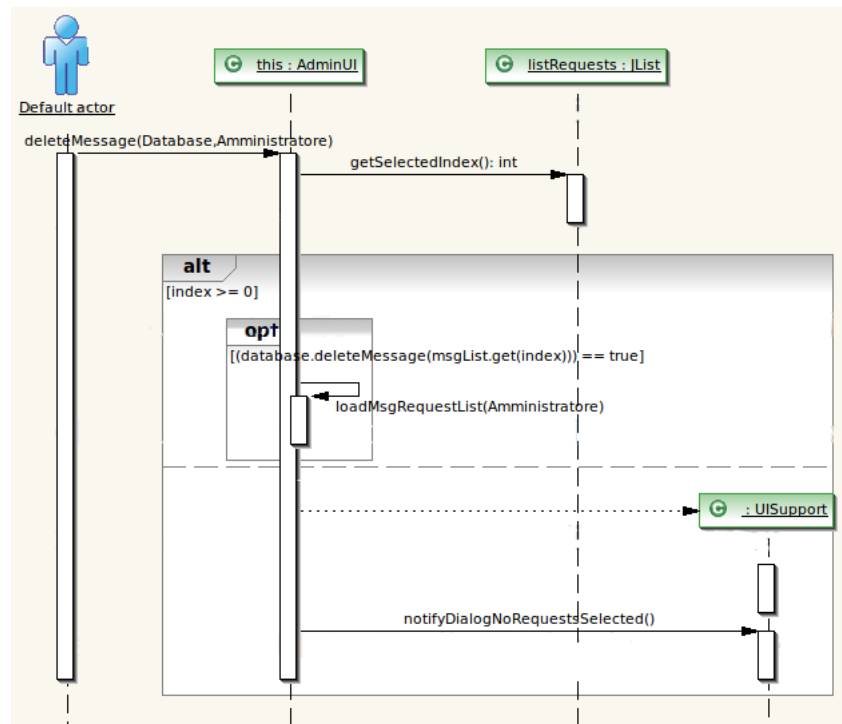 this : AdminUI
listRequests : JList
Default actor
deleteMessage(Database,Amministratore)
getSelectedIndex(): int
alt
[index >= 0]
opt
[((database.deleteMessage(msgList.get(index))) == true]
loadMsgRequestList(Amministratore)
: UISupport
notifyDialogNoRequestsSelected()